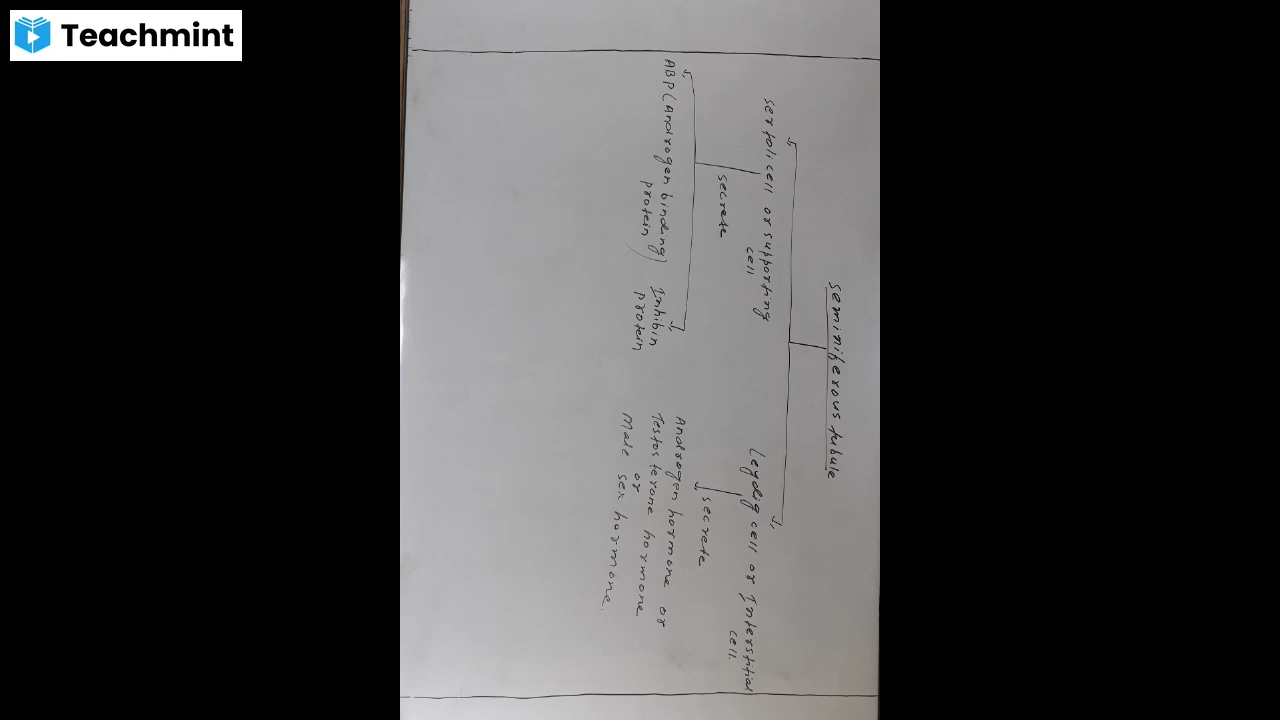 Teachmint
seminiferous tubule
sertoli cell or supporting
cell
Leydig cell or Interstitial
cell.
secrete
secrete
ABP (Androgen binding
protein)
Inhibin
protein
Androgen hormone or
Testosterone hormone
or
Male sex hormone.